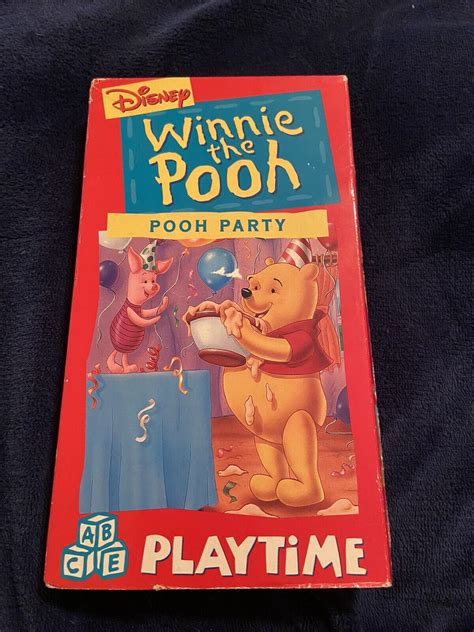 Disney
Winnie
the
Pooh
POOH PARTY
A B
C E
PLAYTiME